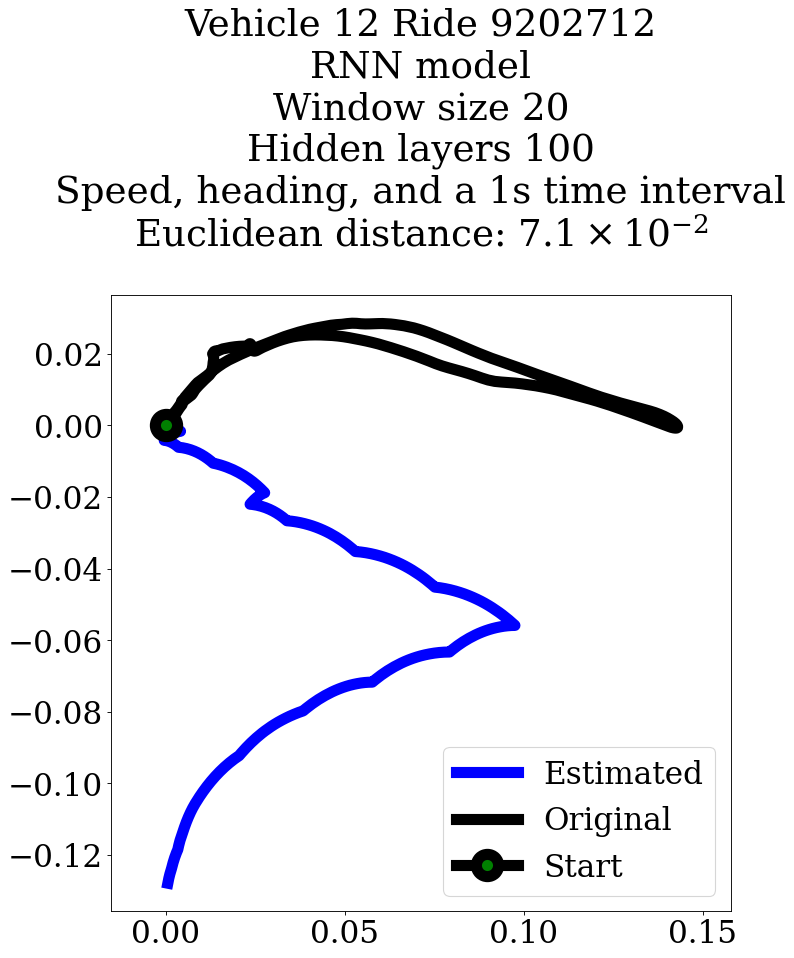 Vehicle 12 Ride 9202712
RNN model
Window size 20
Hidden layers 100
Speed, heading, and a 1s time interval
Euclidean distance: 7.1 × 10⁻²
0.02
0.00
−0.02
−0.04
−0.06
−0.08
−0.10
−0.12
Estimated
Original
Start
0.00 0.05 0.10 0.15